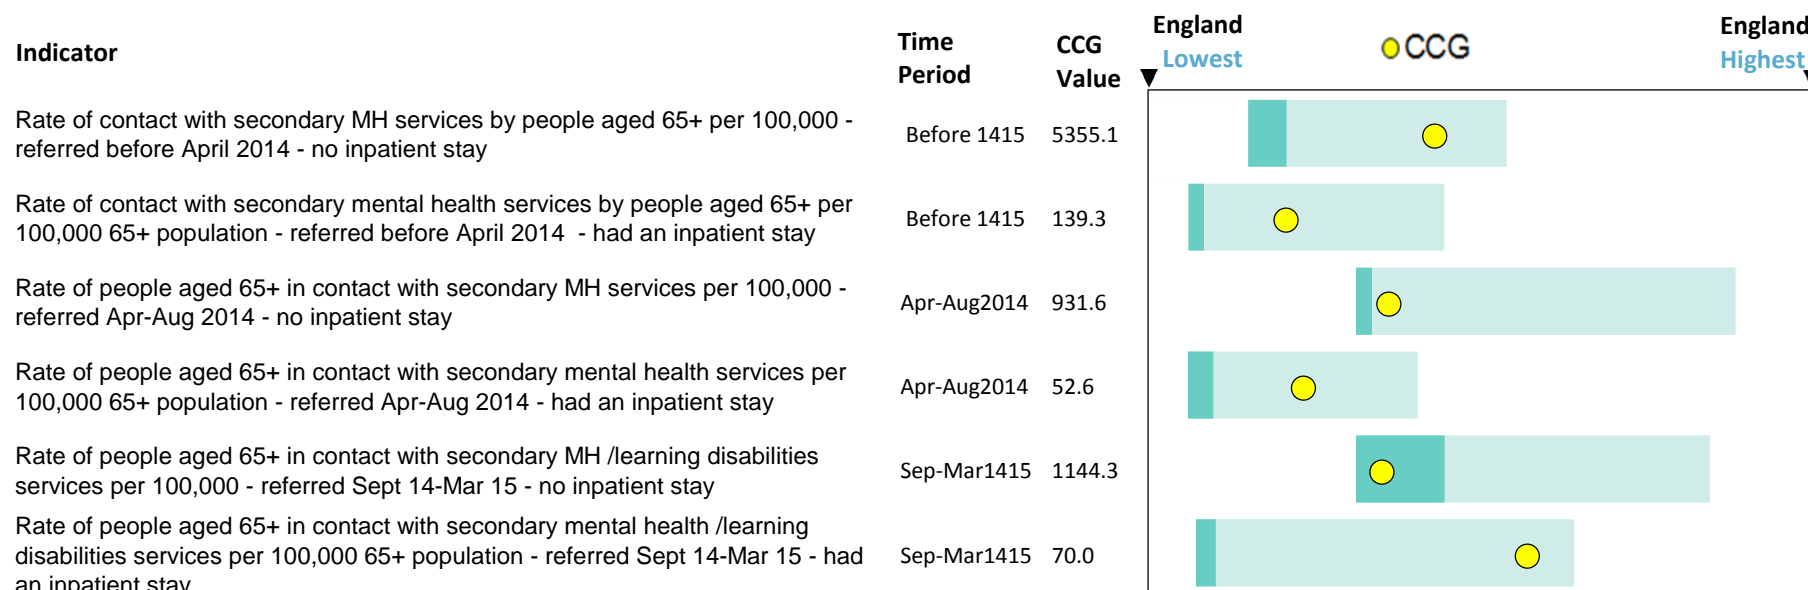 Indicator
Time Period
CCG Value
England Lowest
CCG
England Highest
Rate of contact with secondary MH services by people aged 65+ per 100,000 -
referred before April 2014 - no inpatient stay
Before 1415
5355.1
Rate of contact with secondary mental health services by people aged 65+ per
100,000 65+ population - referred before April 2014 - had an inpatient stay
Before 1415
139.3
Rate of people aged 65+ in contact with secondary MH services per 100,000 -
referred Apr-Aug 2014 - no inpatient stay
Apr-Aug2014
931.6
Rate of people aged 65+ in contact with secondary mental health services per
100,000 65+ population - referred Apr-Aug 2014 - had an inpatient stay
Apr-Aug2014
52.6
Rate of people aged 65+ in contact with secondary MH /learning disabilities
services per 100,000 - referred Sept 14-Mar 15 - no inpatient stay
Sep-Mar1415
1144.3
Rate of people aged 65+ in contact with secondary mental health /learning
disabilities services per 100,000 65+ population - referred Sept 14-Mar 15 - had
an inpatient stay
Sep-Mar1415
70.0